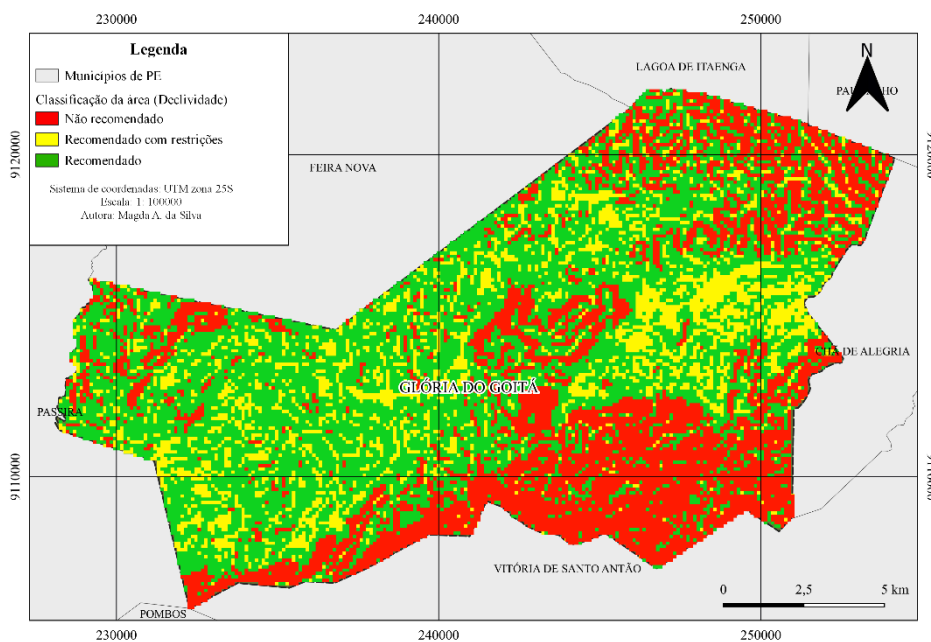 230000 240000 250000
Legenda
Municípios de PE
Classificação da área (Declividade)
Não recomendado
Recomendado com restrições
Recomendado
Sistema de coordenadas: UTM zona 25S
Escala: 1: 100000
Autora: Magda A. da Silva
N
LAGOA DE ITAENGA
9120000
FEIRA NOVA
9120000
CHÃ DE ALEGRIA
GLÓRIA DO GOITÁ
PASSIRA
9110000
9110000
VITÓRIA DE SANTO ANTÃO
0 2,5 5 km
POMBOS
230000 240000 250000